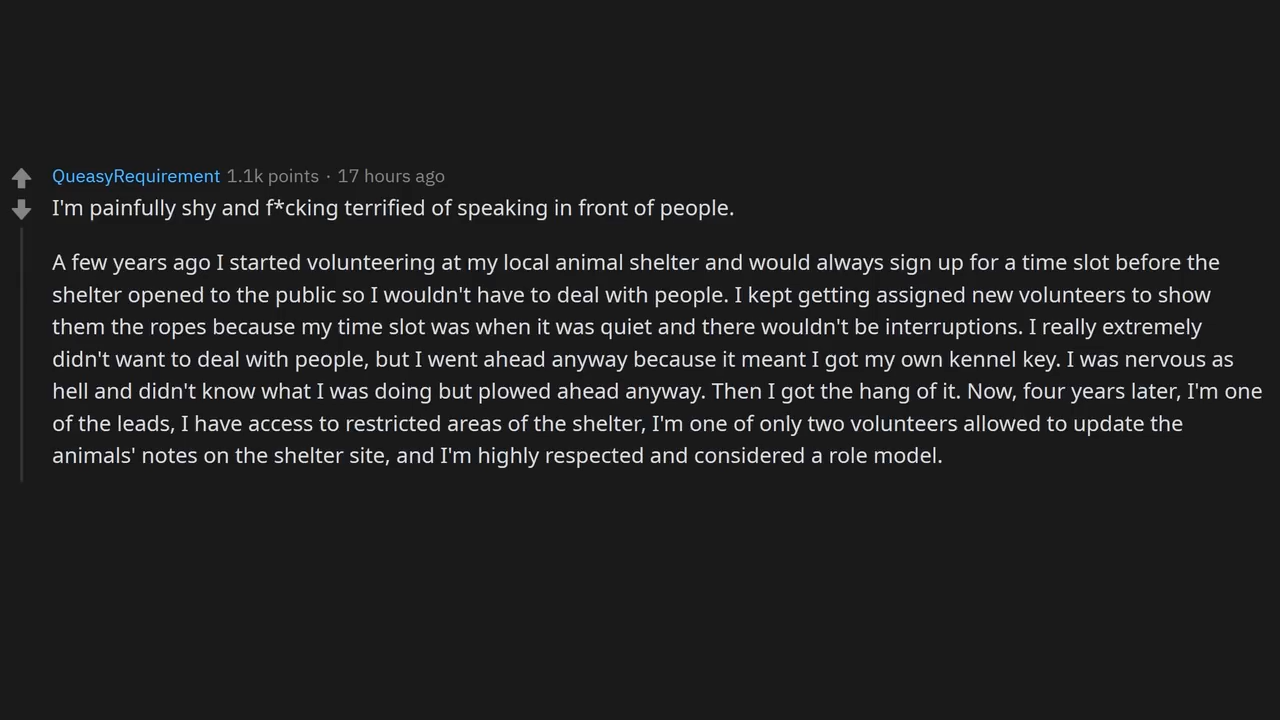 QueasyRequirement 1.1k points · 17 hours ago
I'm painfully shy and f*cking terrified of speaking in front of people.
A few years ago I started volunteering at my local animal shelter and would always sign up for a time slot before the
shelter opened to the public so I wouldn't have to deal with people. I kept getting assigned new volunteers to show
them the ropes because my time slot was when it was quiet and there wouldn't be interruptions. I really extremely
didn't want to deal with people, but I went ahead anyway because it meant I got my own kennel key. I was nervous as
hell and didn't know what I was doing but plowed ahead anyway. Then I got the hang of it. Now, four years later, I'm one
of the leads, I have access to restricted areas of the shelter, I'm one of only two volunteers allowed to update the
animals' notes on the shelter site, and I'm highly respected and considered a role model.